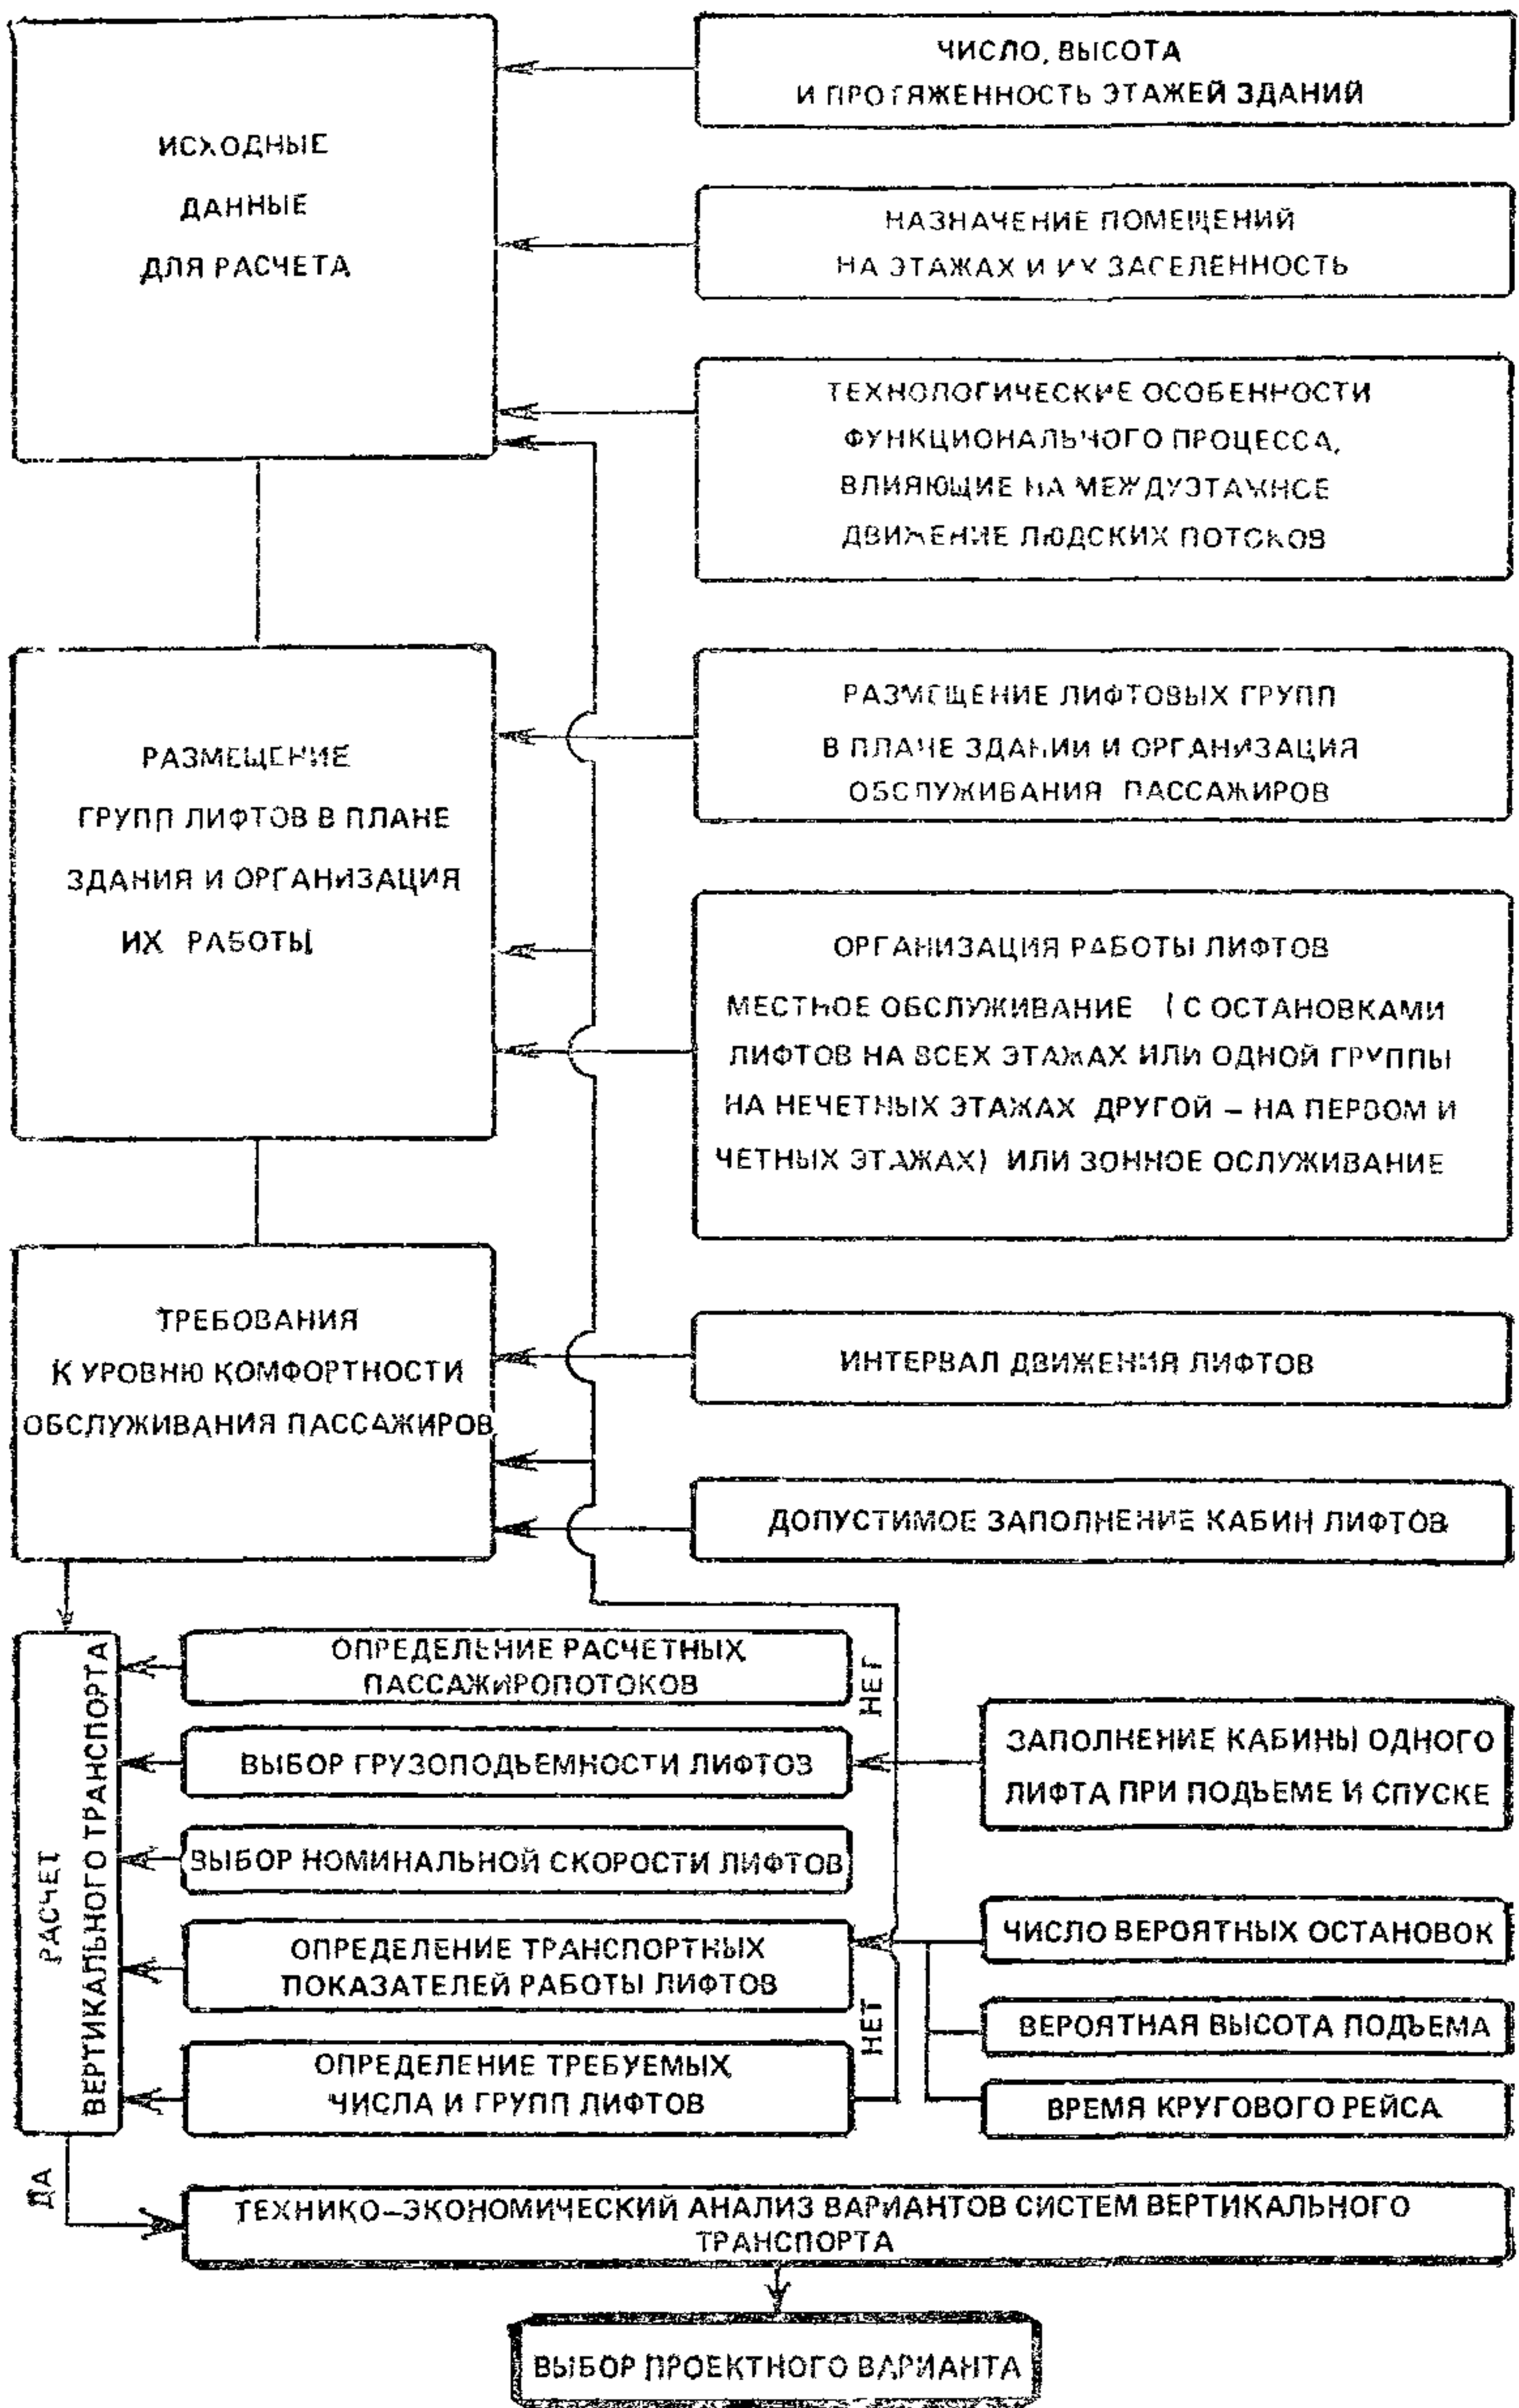 ИСХОДНЫЕ
ДАННЫЕ
ДЛЯ РАСЧЕТА
ЧИСЛО, ВЫСОТА
И ПРОТЯЖЕННОСТЬ ЭТАЖЕЙ ЗДАНИЙ
НАЗНАЧЕНИЕ ПОМЕЩЕНИЙ
НА ЭТАЖАХ И ИХ ЗАСЕЛЕННОСТЬ
ТЕХНОЛОГИЧЕСКИЕ ОСОБЕННОСТИ
ФУНКЦИОНАЛЬНОГО ПРОЦЕССА,
ВЛИЯЮЩИЕ НА МЕЖДУЭТАЖНОЕ
ДВИЖЕНИЕ ЛЮДСКИХ ПОТОКОВ
РАЗМЕЩЕНИЕ
ГРУПП ЛИФТОВ В ПЛАНЕ
ЗДАНИЯ И ОРГАНИЗАЦИЯ
ИХ РАБОТЫ
РАЗМЕЩЕНИЕ ЛИФТОВЫХ ГРУПП
В ПЛАНЕ ЗДАНИИ И ОРГАНИЗАЦИЯ
ОБСЛУЖИВАНИЯ ПАССАЖИРОВ
ОРГАНИЗАЦИЯ РАБОТЫ ЛИФТОВ
МЕСТНОЕ ОБСЛУЖИВАНИЕ (С ОСТАНОВКАМИ
ЛИФТОВ НА ВСЕХ ЭТАЖАХ ИЛИ ОДНОЙ ГРУППЫ
НА НЕЧЕТНЫХ ЭТАЖАХ ДРУГОЙ – НА ПЕРВОМ И
ЧЕТНЫХ ЭТАЖАХ) ИЛИ ЗОННОЕ ОСЛУЖИВАНИЕ
ТРЕБОВАНИЯ
К УРОВНЮ КОМФОРТНОСТИ
ОБСЛУЖИВАНИЯ ПАССАЖИРОВ
ИНТЕРВАЛ ДВИЖЕНИЯ ЛИФТОВ
ДОПУСТИМОЕ ЗАПОЛНЕНИЕ КАБИН ЛИФТОВ
РАСЧЕТ
ВЕРТИКАЛЬНОГО ТРАНСПОРТА
ОПРЕДЕЛЕНИЕ РАСЧЕТНЫХ
ПАССАЖИРОПОТОКОВ
НЕТ
ВЫБОР ГРУЗОПОДЬЕМНОСТИ ЛИФТОВ
ЗАПОЛНЕНИЕ КАБИНЫ ОДНОГО
ЛИФТА ПРИ ПОДЬЕМЕ И СПУСКЕ
ВЫБОР НОМИНАЛЬНОЙ СКОРОСТИ ЛИФТОВ
ОПРЕДЕЛЕНИЕ ТРАНСПОРТНЫХ
ПОКАЗАТЕЛЕЙ РАБОТЫ ЛИФТОВ
ЧИСЛО ВЕРОЯТНЫХ ОСТАНОВОК
ВЕРОЯТНАЯ ВЫСОТА ПОДЬЕМА
ВРЕМЯ КРУГОВОГО РЕЙСА
НЕТ
ОПРЕДЕЛЕНИЕ ТРЕБУЕМЫХ
ЧИСЛА И ГРУПП ЛИФТОВ
ДА
ТЕХНИКО–ЭКОНОМИЧЕСКИЙ АНАЛИЗ ВАРИАНТОВ СИСТЕМ ВЕРТИКАЛЬНОГО
ТРАНСПОРТА
ВЫБОР ПРОЕКТНОГО ВАРИАНТА